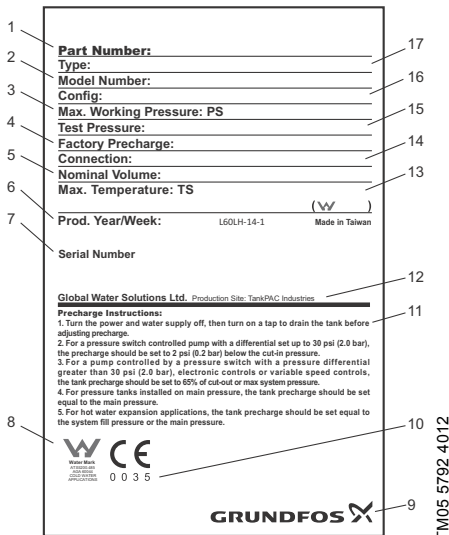 1
Part Number:
17
Type:
2
Model Number:
16
Config:
3
Max. Working Pressure: PS
15
Test Pressure:
4
Factory Precharge:
14
Connection:
5
Nominal Volume:
13
Max. Temperature: TS
6
(W )
Prod. Year/Week: L60LH-14-1 Made in Taiwan
7
Serial Number
12
Global Water Solutions Ltd. Production Site: TankPAC Industries
11
Precharge Instructions:
1. Turn the power and water supply off, then turn on a tap to drain the tank before
adjusting precharge.
2. For a pressure switch controlled pump with a differential set up to 30 psi (2.0 bar),
the precharge should be set to 2 psi (0.2 bar) below the cut-in pressure.
3. For a pump controlled by a pressure switch with a pressure differential
greater than 30 psi (2.0 bar), electronic controls or variable speed controls,
the tank precharge should be set to 65% of cut-out or max system pressure.
4. For pressure tanks installed on main pressure, the tank precharge should be set
equal to the main pressure.
5. For hot water expansion applications, the tank precharge should be set equal to
the system fill pressure or the main pressure.
8
10
CE
Water Mark
COLD WATER
APPLICATIONS
0 0 3 5
9
GRUNDFOS
TM05 5792 4012